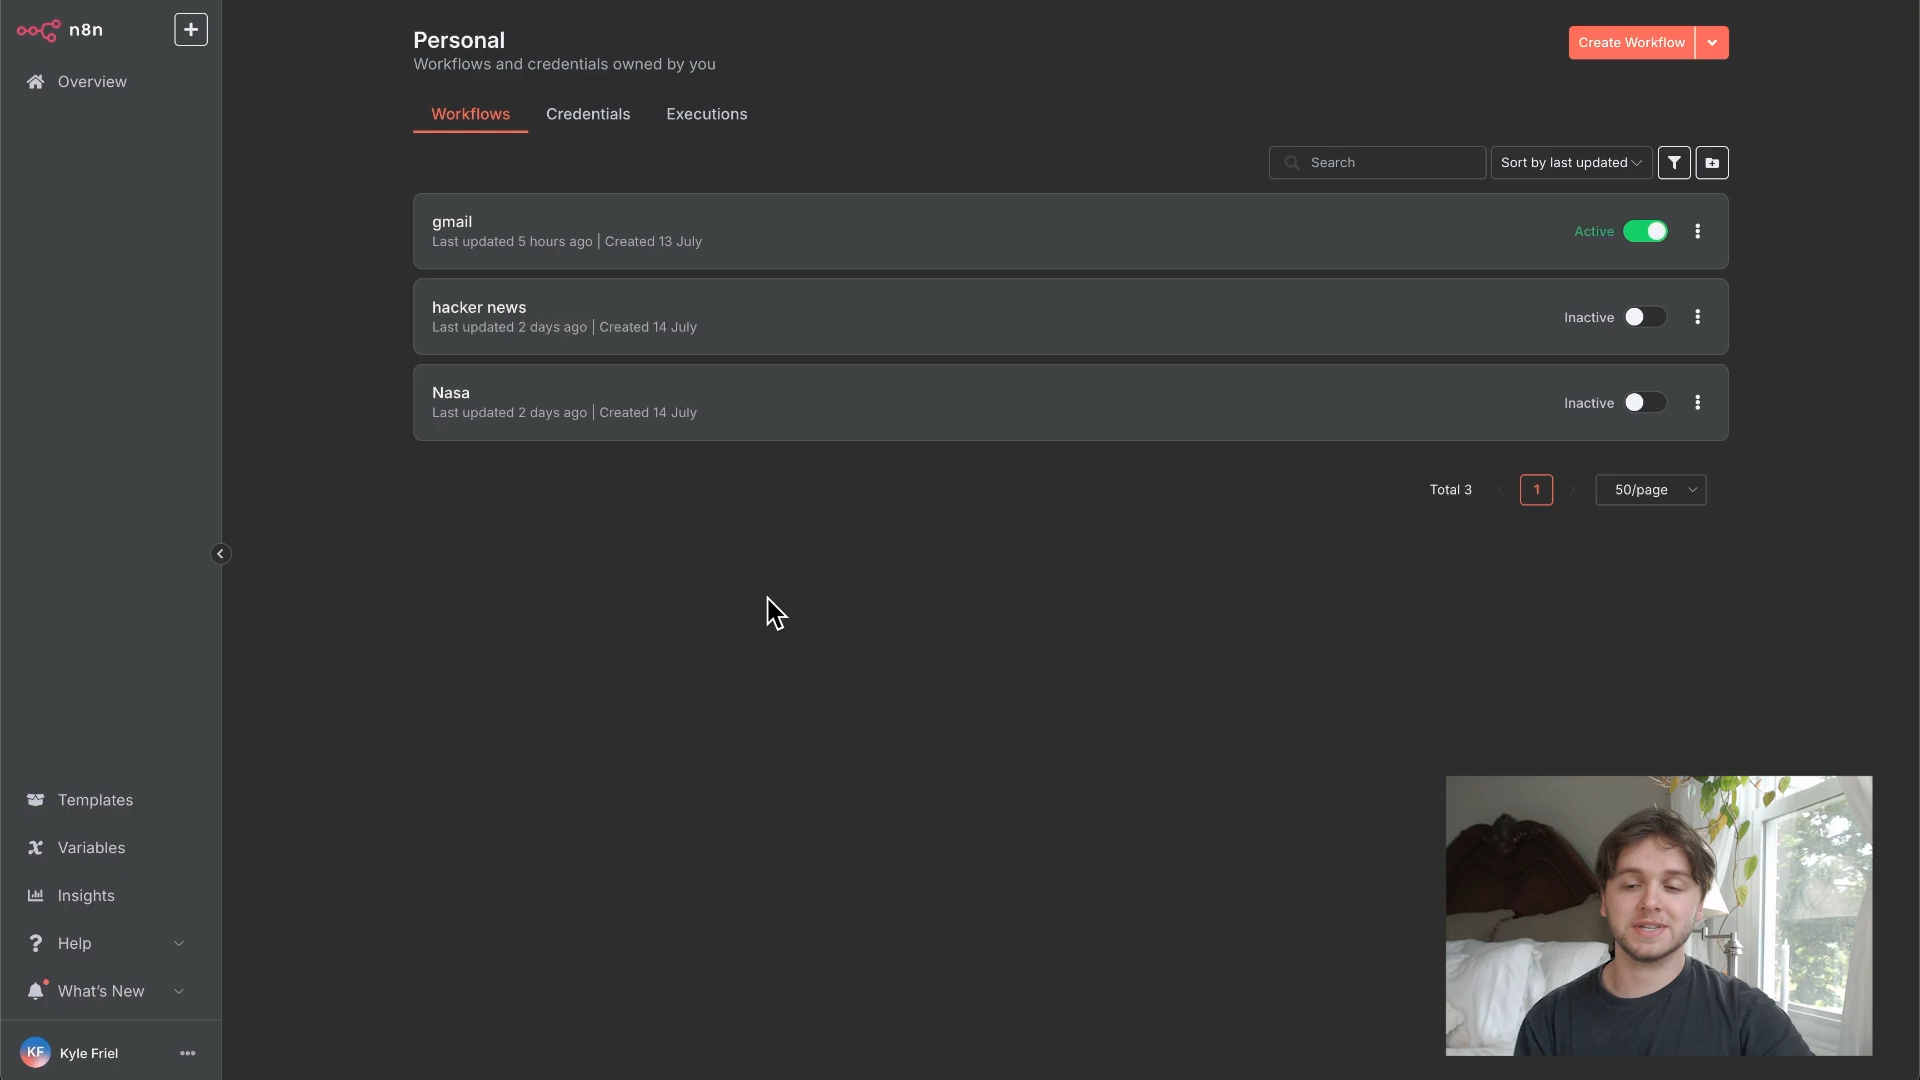 n8n
Overview
Personal
Workflows and credentials owned by you
Create Workflow
Workflows
Credentials
Executions
Search
Sort by last updated
gmail
Last updated 5 hours ago | Created 13 July
Active
hacker news
Last updated 2 days ago | Created 14 July
Inactive
Nasa
Last updated 2 days ago | Created 14 July
Inactive
Total 3
1
50/page
Templates
Variables
Insights
Help
What's New
KF
Kyle Friel